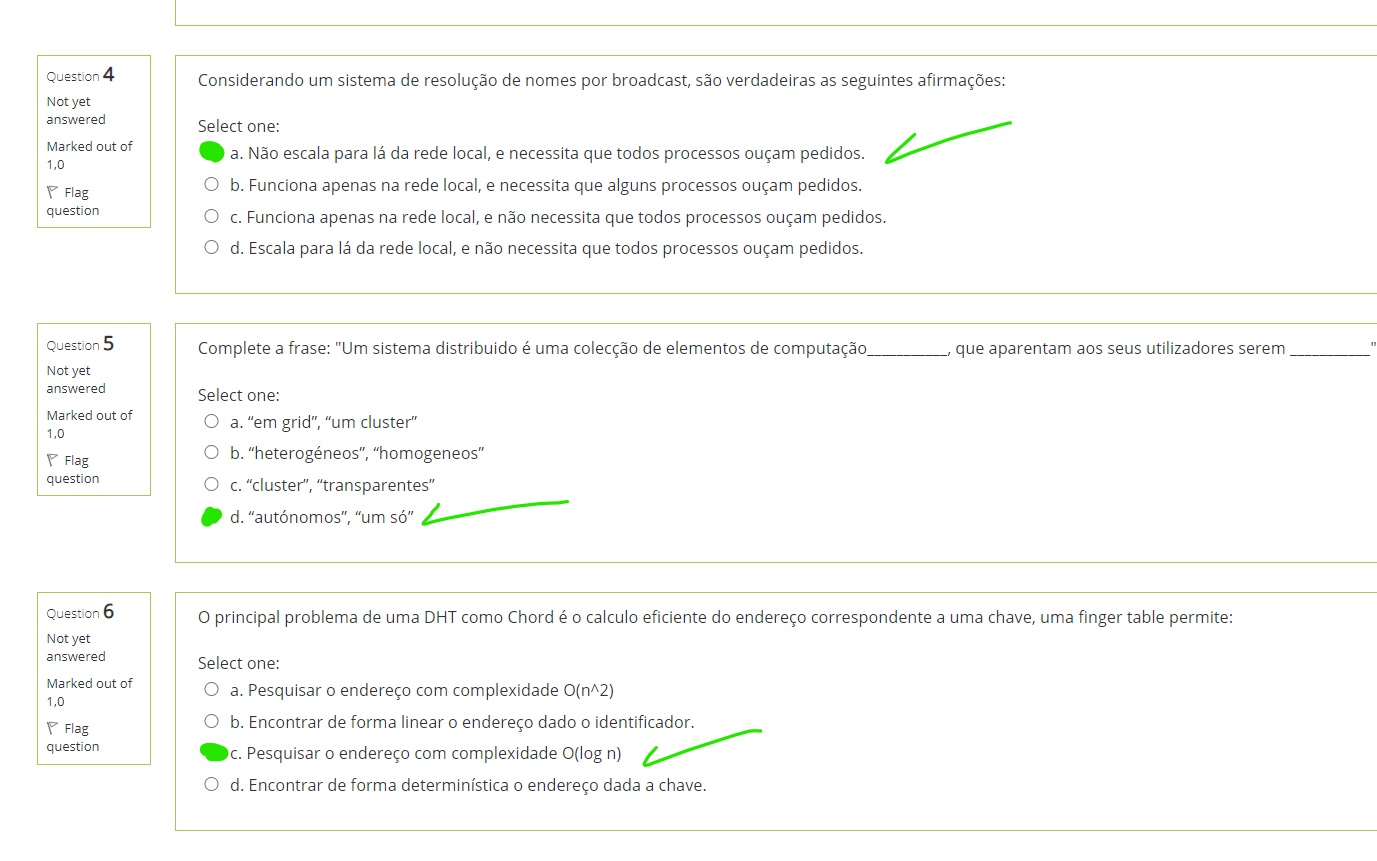 Question 4
Not yet
answered
Marked out of
1,0
Flag
question
Considerando um sistema de resolução de nomes por broadcast, são verdadeiras as seguintes afirmações:
Select one:
a. Não escala para lá da rede local, e necessita que todos processos ouçam pedidos.
b. Funciona apenas na rede local, e necessita que alguns processos ouçam pedidos.
c. Funciona apenas na rede local, e não necessita que todos processos ouçam pedidos.
d. Escala para lá da rede local, e não necessita que todos processos ouçam pedidos.
Question 5
Not yet
answered
Marked out of
1,0
Flag
question
Complete a frase: "Um sistema distribuido é uma colecção de elementos de computação___________, que aparentam aos seus utilizadores serem ___________"
Select one:
a. “em grid”, “um cluster”
b. “heterogéneos”, “homogeneos”
c. “cluster”, “transparentes”
d. “autónomos”, “um só”
Question 6
Not yet
answered
Marked out of
1,0
Flag
question
O principal problema de uma DHT como Chord é o calculo eficiente do endereço correspondente a uma chave, uma finger table permite:
Select one:
a. Pesquisar o endereço com complexidade O(n^2)
b. Encontrar de forma linear o endereço dado o identificador.
c. Pesquisar o endereço com complexidade O(log n)
d. Encontrar de forma determinística o endereço dada a chave.